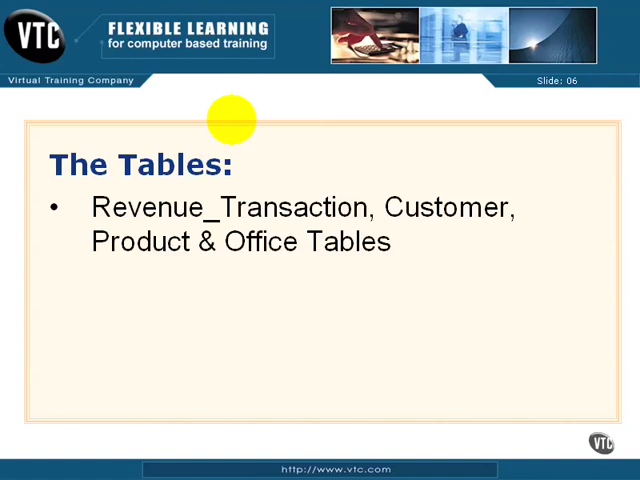 VTC
FLEXIBLE LEARNING
for computer based training
Virtual Training Company
Slide: 06
The Tables:
• Revenue_Transaction, Customer,
Product & Office Tables
VTC
http://www.vtc.com